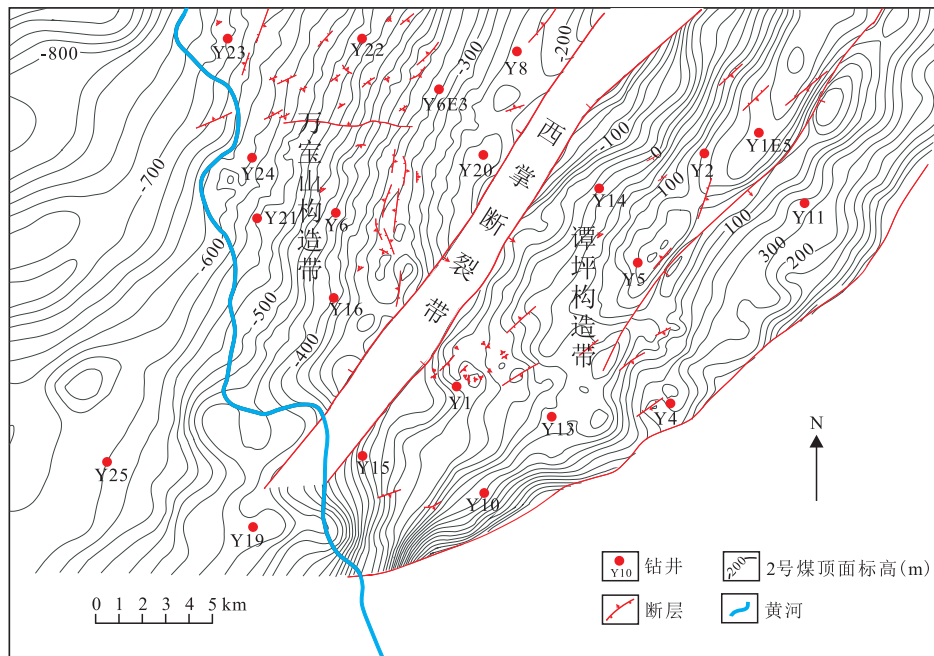 -800
Y23
Y22
-300
Y8
-200
Y6E3
万宝山构造带
西掌断裂带
-100
0
Y1E5
Y2
Y20
-700
Y24
100
Y14
Y21
Y6
Y11
100
谭坪构造带
300
200
-600
Y5
-500
Y16
-400
Y1
Y4
Y13
N
Y15
Y25
Y10
Y19
Y10 钻井
-200 2号煤顶面标高(m)
0 1 2 3 4 5 km
断层
黄河